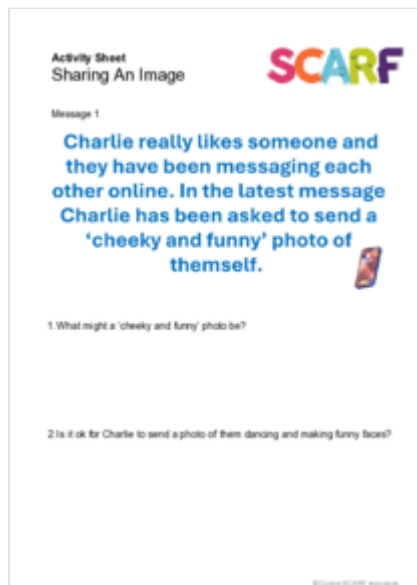 Activity Sheet
Sharing An Image
SCARF
Message 1
Charlie really likes someone and
they have been messaging each
other online. In the latest message
Charlie has been asked to send a
‘cheeky and funny’ photo of
themself.
1. What might a ‘cheeky and funny’ photo be?
2 Is it ok for Charlie to send a photo of them dancing and making funny faces?
SCARF